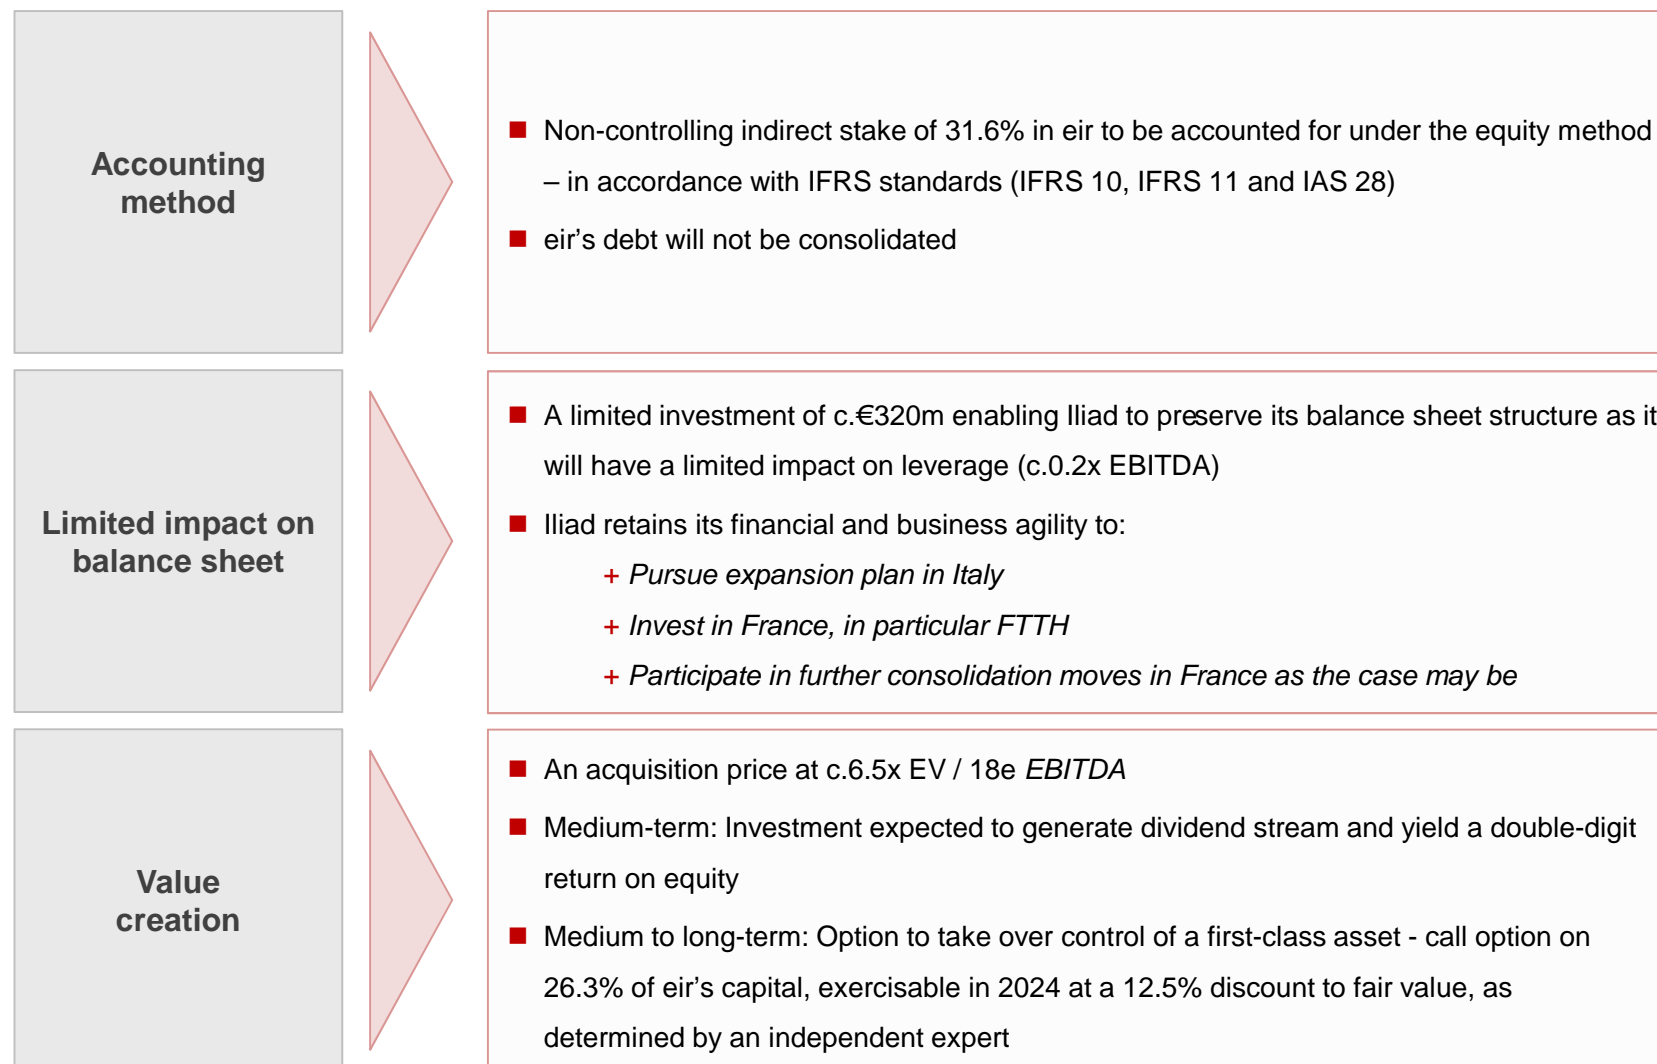 Accounting
method
■ Non-controlling indirect stake of 31.6% in eir to be accounted for under the equity method
– in accordance with IFRS standards (IFRS 10, IFRS 11 and IAS 28)
■ eir's debt will not be consolidated
Limited impact on
balance sheet
■ A limited investment of c.€320m enabling Iliad to preserve its balance sheet structure as it
will have a limited impact on leverage (c.0.2x EBITDA)
■ Iliad retains its financial and business agility to:
+ Pursue expansion plan in Italy
+ Invest in France, in particular FTTH
+ Participate in further consolidation moves in France as the case may be
Value
creation
■ An acquisition price at c.6.5x EV / 18e EBITDA
■ Medium-term: Investment expected to generate dividend stream and yield a double-digit
return on equity
■ Medium to long-term: Option to take over control of a first-class asset - call option on
26.3% of eir's capital, exercisable in 2024 at a 12.5% discount to fair value, as
determined by an independent expert